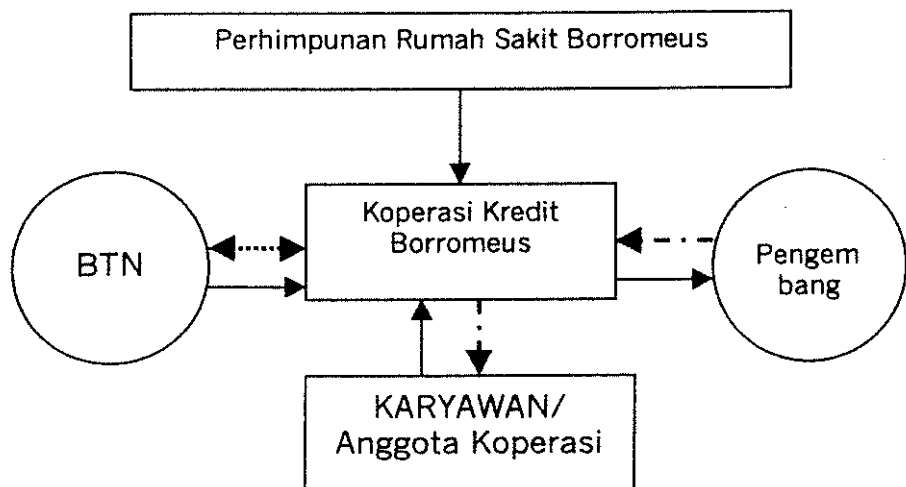 Perhimpunan Rumah Sakit Borromeus
Koperasi Kredit
Borromeus
BTN
Pengem
bang
KARYAWAN/
Anggota Koperasi